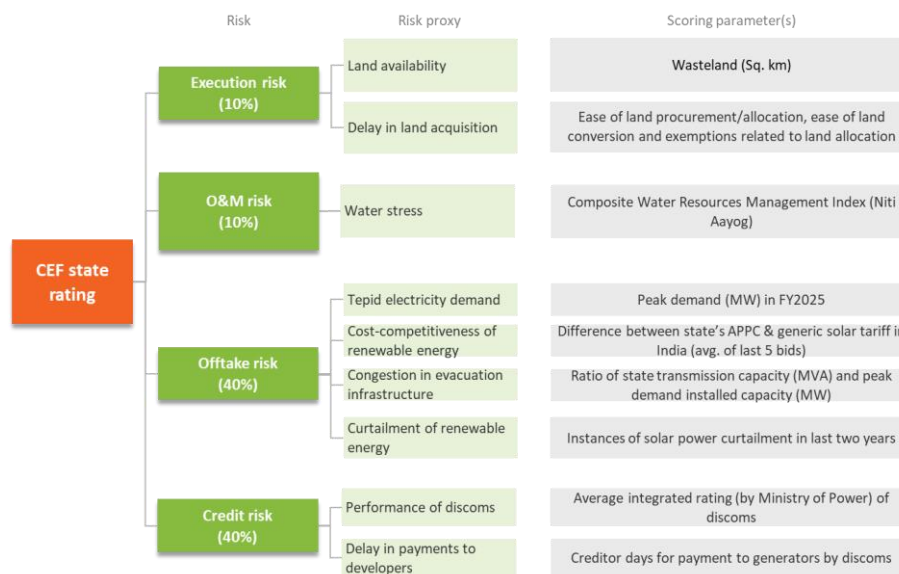 Risk
Risk proxy
Scoring parameter(s)
CEF state
rating
Execution risk
(10%)
Land availability
Wasteland (Sq. km)
Delay in land acquisition
Ease of land procurement/allocation, ease of land
conversion and exemptions related to land allocation
O&M risk
(10%)
Water stress
Composite Water Resources Management Index (Niti
Aayog)
Offtake risk
(40%)
Tepid electricity demand
Peak demand (MW) in FY2025
Cost-competitiveness of
renewable energy
Difference between state's APPC & generic solar tariff in
India (avg. of last 5 bids)
Congestion in evacuation
infrastructure
Ratio of state transmission capacity (MVA) and peak
demand installed capacity (MW)
Curtailment of renewable
energy
Instances of solar power curtailment in last two years
Credit risk
(40%)
Performance of discoms
Average integrated rating (by Ministry of Power) of
discoms
Delay in payments to
developers
Creditor days for payment to generators by discoms